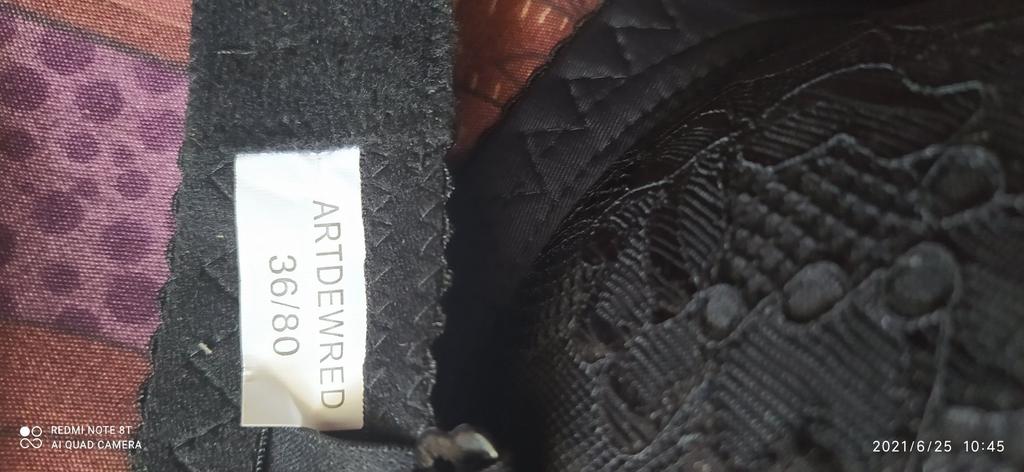 ARTDEWRED
36/80
REDMI NOTE 8T
AI QUAD CAMERA
2021/6/25 10:45